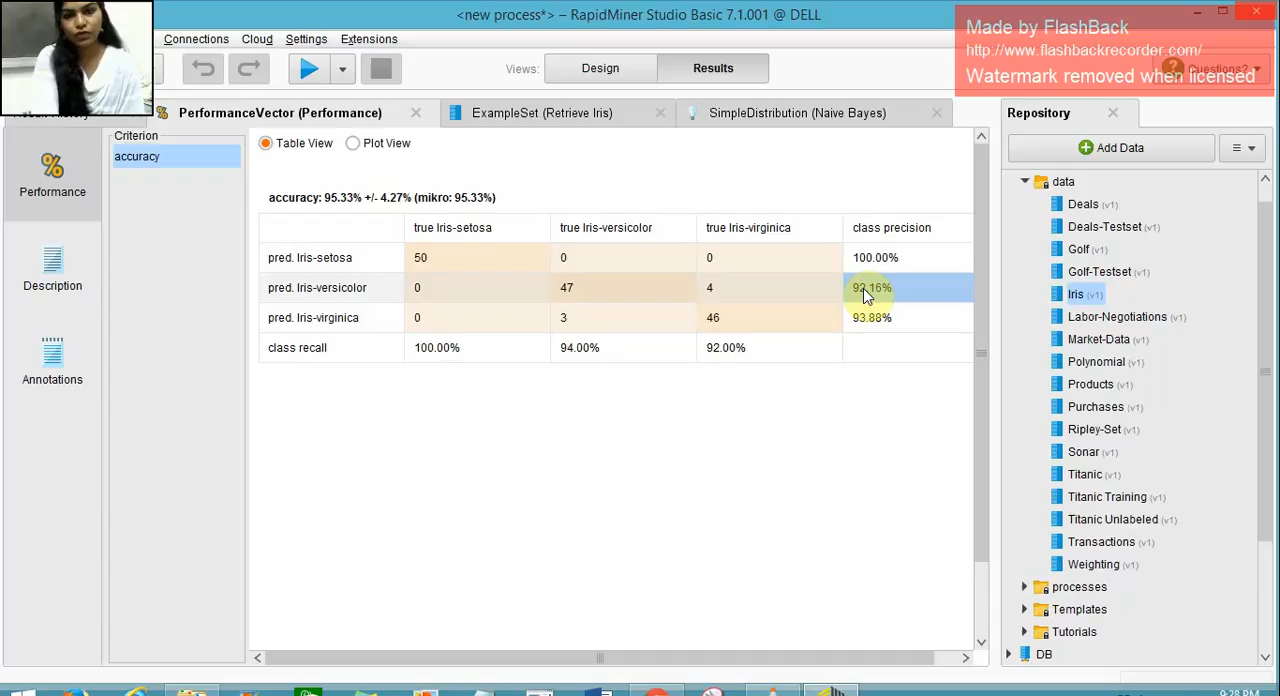 <new process*> – RapidMiner Studio Basic 7.1.001 @ DELL
Made by FlashBack
http://www.flashbackrecorder.com/
Watermark removed when licensed
Connections Cloud Settings Extensions
Views: Design Results
Questions?
PerformanceVector (Performance) ExampleSet (Retrieve Iris) SimpleDistribution (Naive Bayes)
Repository
Criterion
accuracy
Table View Plot View
Add Data
%
Performance
Description
Annotations
accuracy: 95.33% +/- 4.27% (mikro: 95.33%)
true Iris-setosa true Iris-versicolor true Iris-virginica class precision
pred. Iris-setosa 50 0 0 100.00%
pred. Iris-versicolor 0 47 4 92.16%
pred. Iris-virginica 0 3 46 93.88%
class recall 100.00% 94.00% 92.00%
data
Deals (v1)
Deals-Testset (v1)
Golf (v1)
Golf-Testset (v1)
Iris (v1)
Labor-Negotiations (v1)
Market-Data (v1)
Polynomial (v1)
Products (v1)
Purchases (v1)
Ripley-Set (v1)
Sonar (v1)
Titanic (v1)
Titanic Training (v1)
Titanic Unlabeled (v1)
Transactions (v1)
Weighting (v1)
processes
Templates
Tutorials
DB
9:28 PM